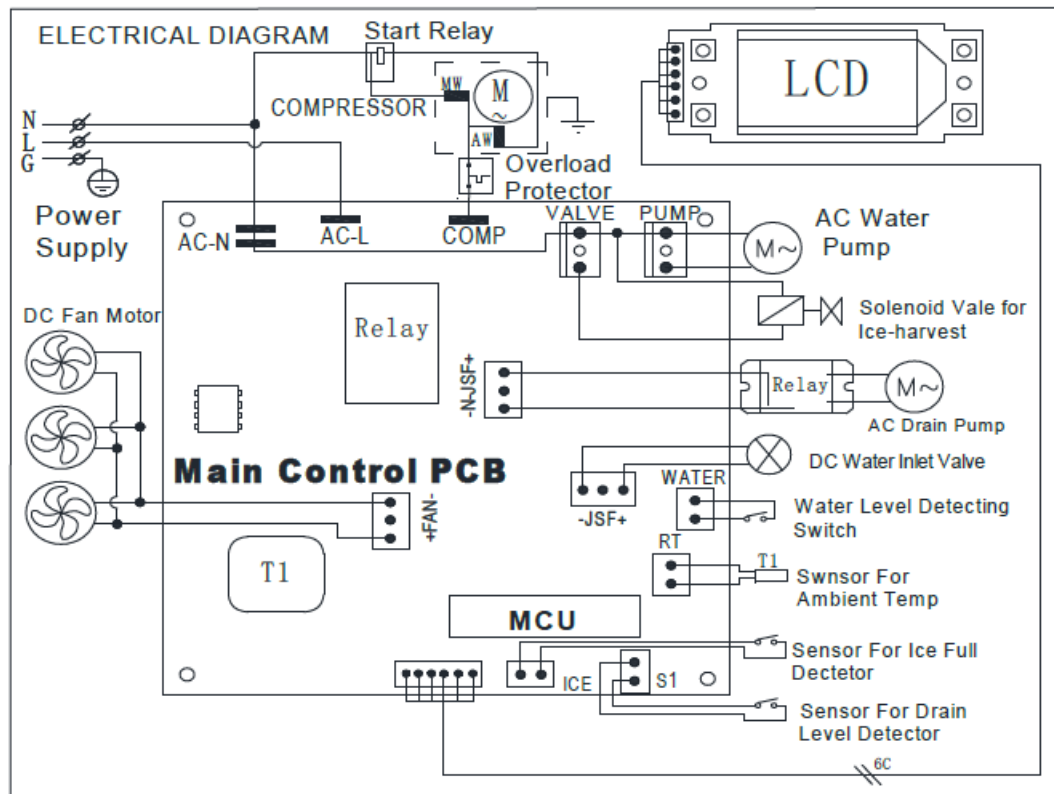 ELECTRICAL DIAGRAM
Start Relay
LCD
MW
M
~
COMPRESSOR
N
L
G
AW
Overload
Protector
Power
Supply
AC-N
AC-L
COMP
VALVE
PUMP
M~
AC Water
Pump
DC Fan Motor
Relay
Solenoid Vale for
Ice-harvest
-N-JSF+
Relay
M~
AC Drain Pump
Main Control PCB
DC Water Inlet Valve
WATER
-JSF+
Water Level Detecting
Switch
+FAN-
RT
T1
T1
Swnsor For
Ambient Temp
MCU
Sensor For Ice Full
Dectetor
ICE
S1
Sensor For Drain
Level Detector
6C